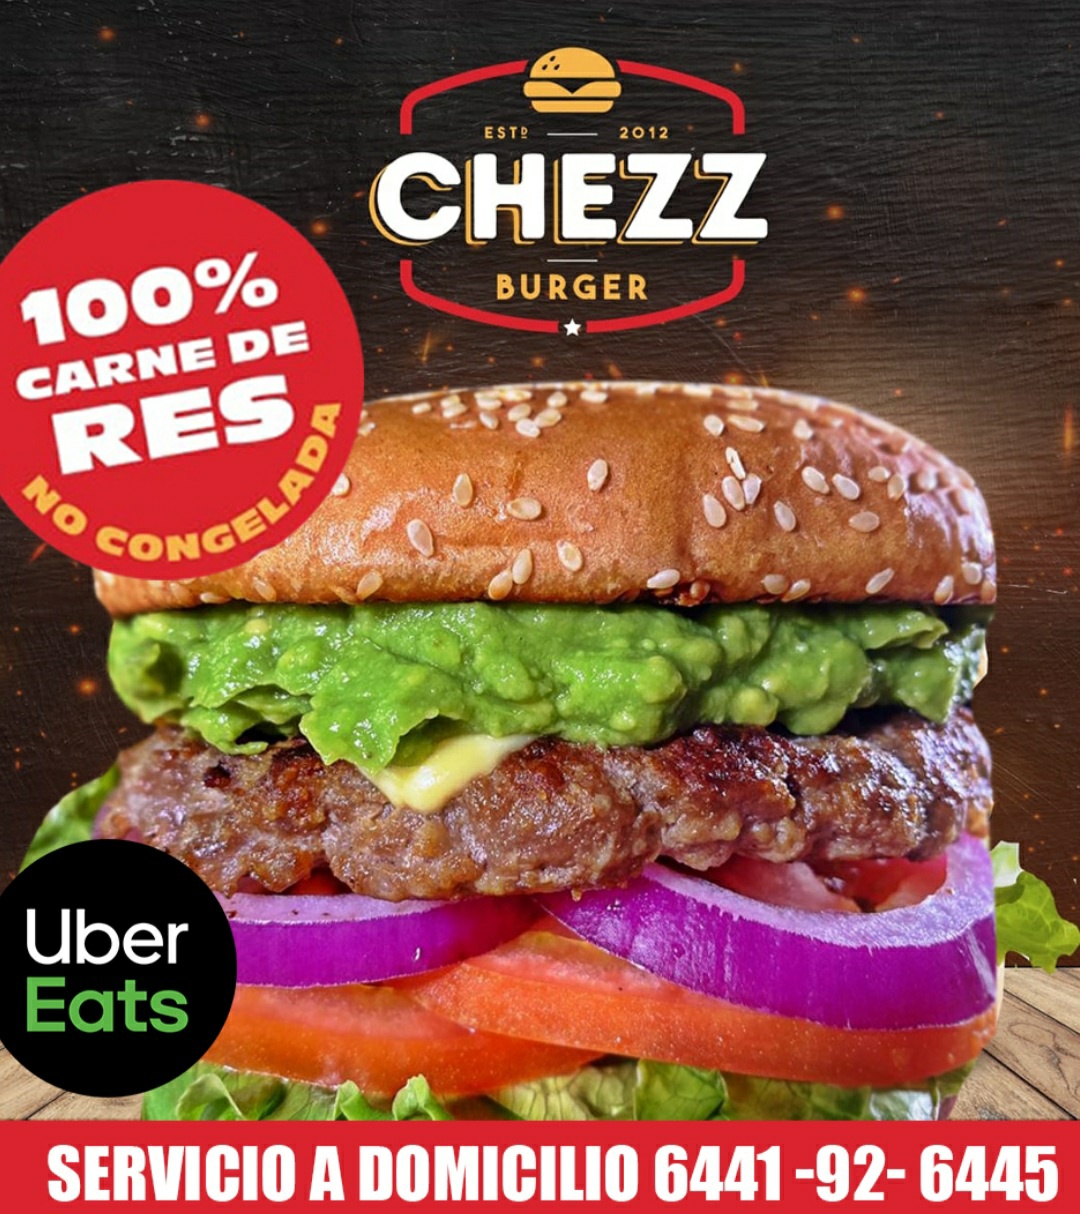 ESTD 2012
CHEZZ
BURGER
100%
CARNE DE
RES
NO CONGELADA
Uber
Eats
SERVICIO A DOMICILIO 6441 -92- 6445